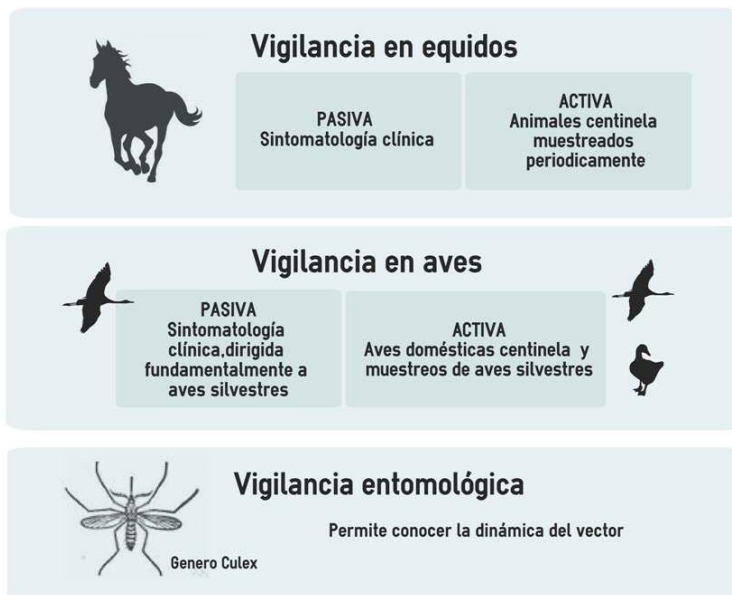 Vigilancia en equidos
PASIVA
Sintomatología clínica
ACTIVA
Animales centinela
muestreados
periodicamente
Vigilancia en aves
PASIVA
Sintomatología
clínica,dirigida
fundamentalmente a
aves silvestres
ACTIVA
Aves domésticas centinela y
muestreos de aves silvestres
Vigilancia entomológica
Permite conocer la dinámica del vector
Genero Culex